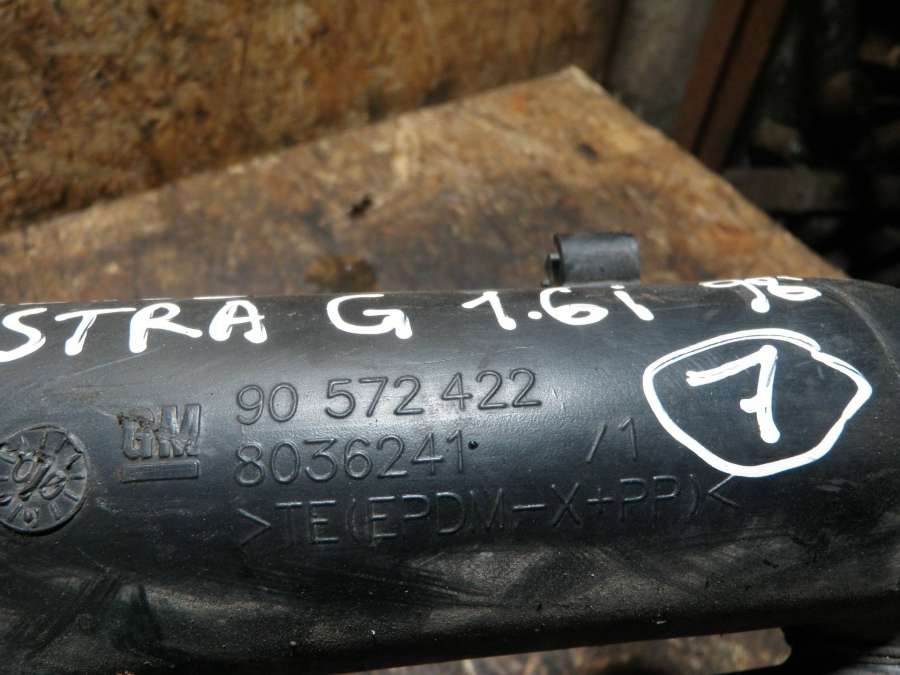 STRA G 1.6i 98
7
GM
90 572 422
8036241 /1
>TE(EPDM-X+PP)<